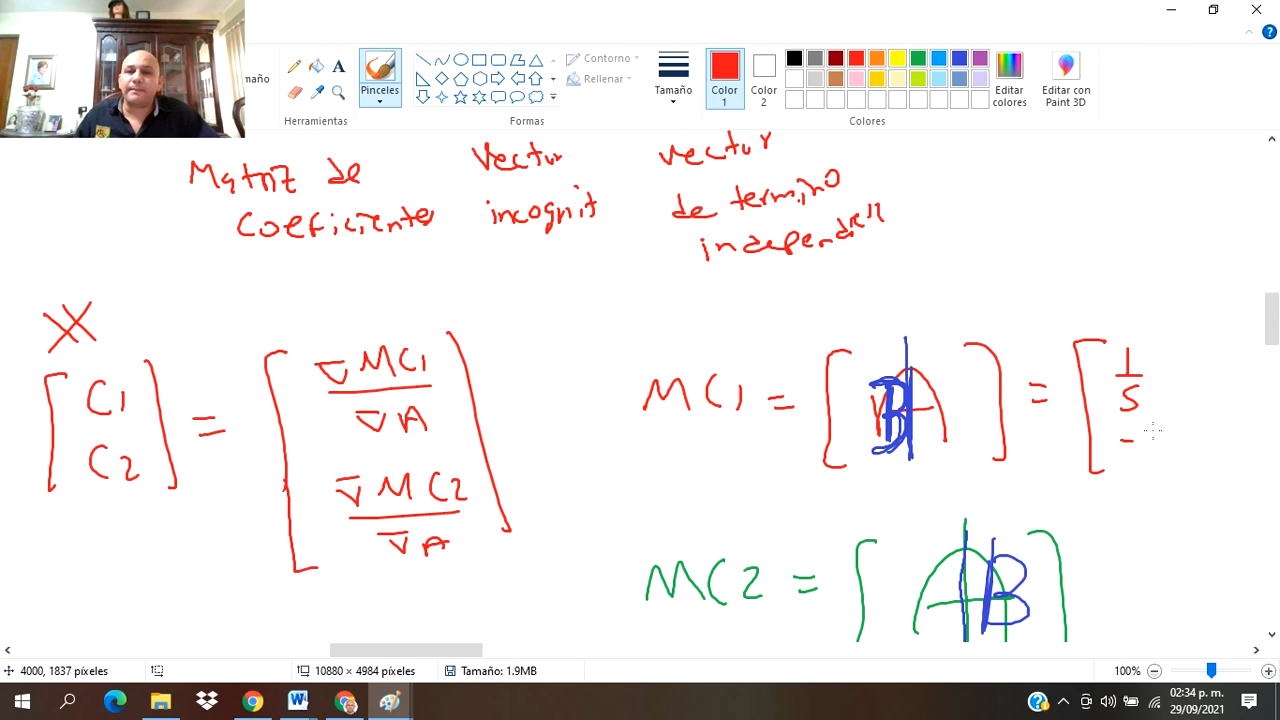 Contorno
Rellenar
maño
Pinceles
Tamaño
Color 1
Color 2
Editar colores
Editar con Paint 3D
Herramientas
Formas
Colores
Matriz de coeficientes
Vector incognit
vector de termino
C1
C2
=
∇ MC1
∇ A
∇ MC2
∇ A
MC1 = [ B A ] = [ 1
5
-
MC2 = [ A B ]
4000, 1837 píxeles
10880 × 4984 píxeles
Tamaño: 1.9MB
100%
02:34 p. m.
29/09/2021